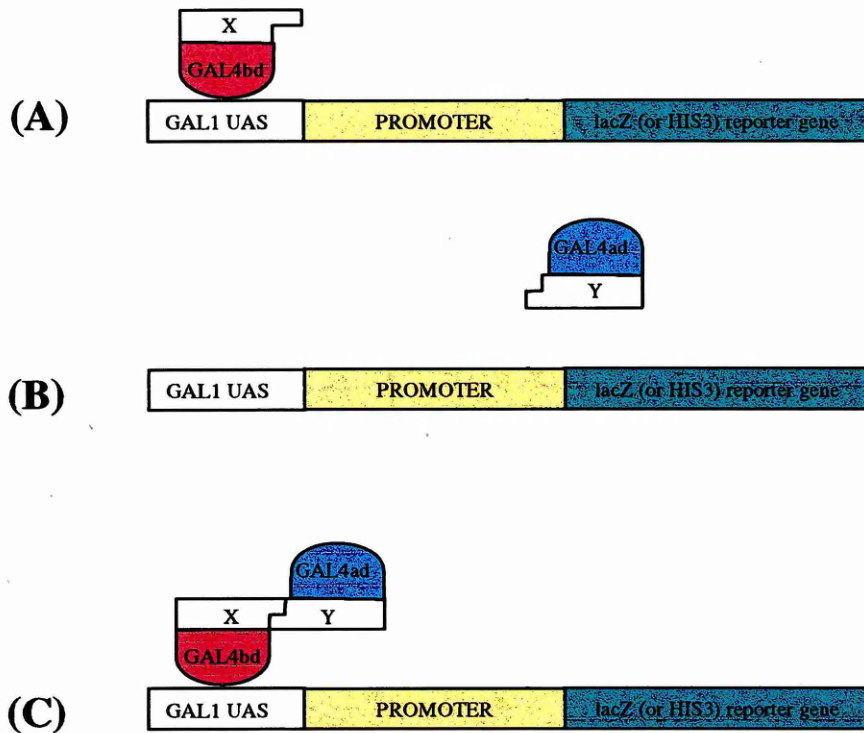 X
GAL4bd
(A)
GAL1 UAS PROMOTER lacZ (or HIS3) reporter gene
GAL4ad
Y
(B)
GAL1 UAS PROMOTER lacZ (or HIS3) reporter gene
GAL4ad
X Y
GAL4bd
(C)
GAL1 UAS PROMOTER lacZ (or HIS3) reporter gene